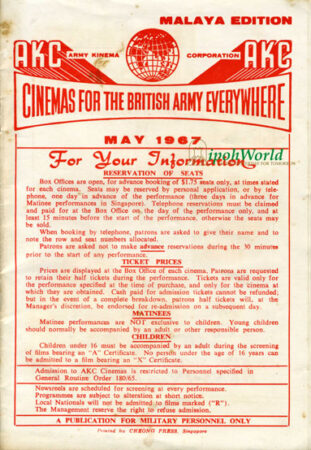 MALAYA EDITION
AKC ARMY KINEMA CORPORATION AKC
CINEMAS FOR THE BRITISH ARMY EVERYWHERE
MAY 1967
For Your Information
inohWorld
RESERVATION OF SEATS
Box Offices are open, for advance booking of $1.75 seats only, at times stated
for each cinema. Seats may be reserved by personal application, or by tele-
phone, one day in advance of the performance (three days in advance for
Matinee performances in Singapore). Telephone reservations must be claimed
and paid for at the Box Office on the day of the performance only, and at
least 15 minutes before the start of the performance, otherwise the seats may
be sold.
When booking by telephone, patrons are asked to give their name and to
note the row and seat numbers allocated.
Patrons are asked not to make advance reservations during the 30 minutes
prior to the start of any performance.
TICKET PRICES
Prices are displayed at the Box Office of each cinema. Patrons are requested
to retain their half tickets during the performance. Tickets are valid only for
the performance specified at the time of purchase, and only for the cinema at
which they are obtained. Cash paid for admission tickets cannot be refunded;
but in the event of a complete breakdown, patrons half tickets will, at the
Manager's discretion, be endorsed for re-admission on a subsequent day.
MATINEES
Matinee performances are NOT exclusive to children. Young children
should normally be accompanied by an adult or other responsible person.
CHILDREN
Children under 16 must be accompanied by an adult during the screening
of films bearing an "A" Certificate. No person under the age of 16 years can
be admitted to a film bearing an "X" Certificate.
Admission to AKC Cinemas is restricted to Personnel specified in
General Routine Order 180/65.
Newsreels are scheduled for screening at every performance.
Programmes are subject to alteration at short notice.
Local Nationals will not be admitted to films marked ("R").
The Management reserve the right to refuse admission.
A PUBLICATION FOR MILITARY PERSONNEL ONLY
Printed by CHEONG PRESS, Singapore